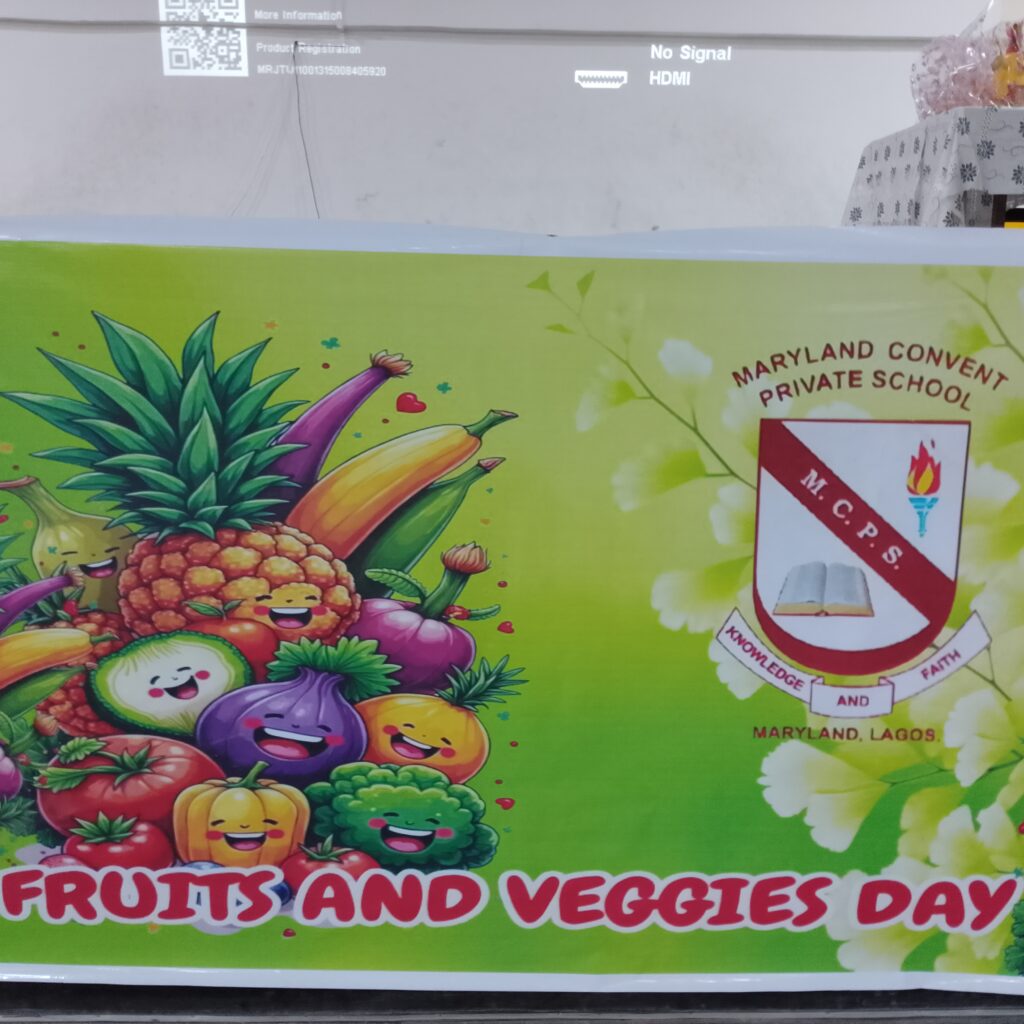 More Information
Product Registration
No Signal
HDMI
MARYLAND CONVENT
PRIVATE SCHOOL
M. C. P. S.
KNOWLEDGE
AND
FAITH
MARYLAND, LAGOS.
FRUITS AND VEGGIES DAY